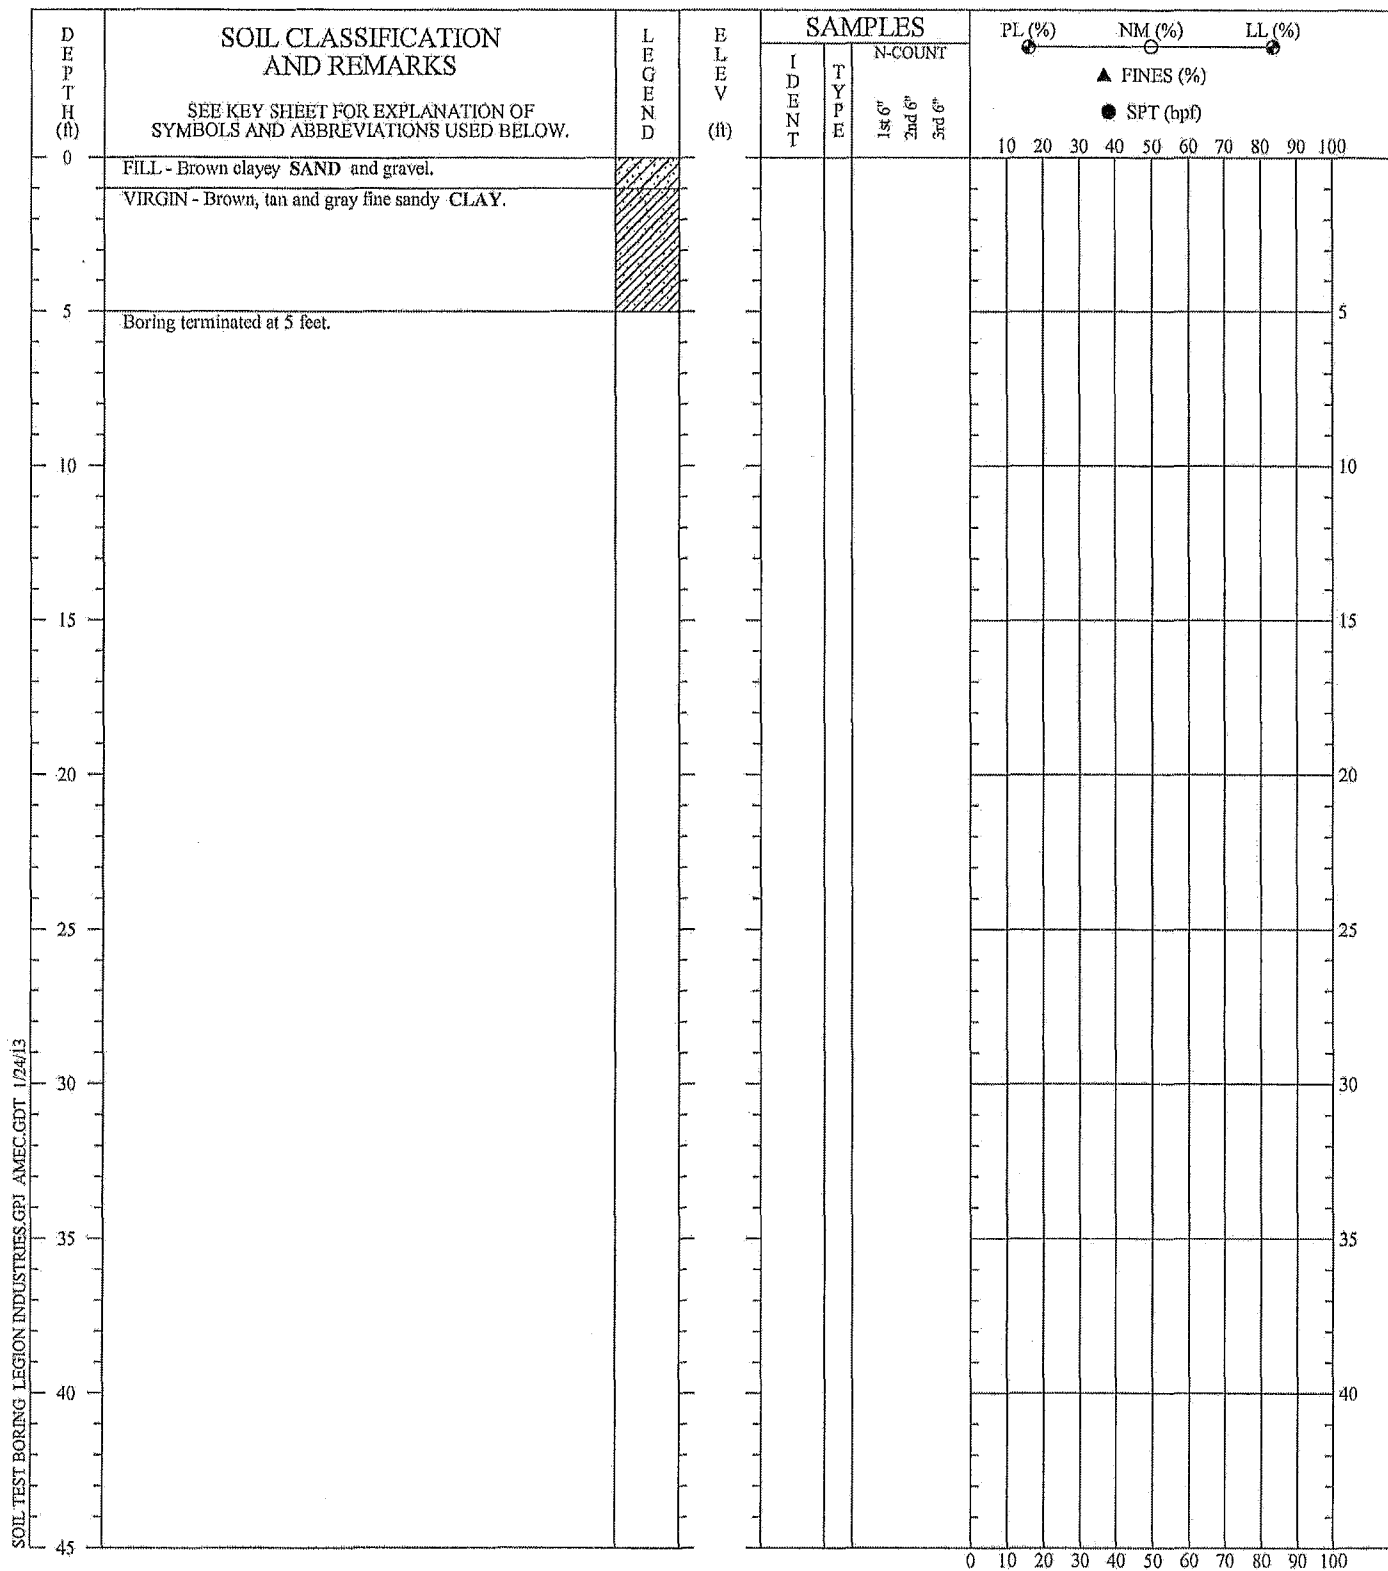 DEPTH (ft)
SOIL CLASSIFICATION
AND REMARKS
SEE KEY SHEET FOR EXPLANATION OF
SYMBOLS AND ABBREVIATIONS USED BELOW.
LEGEND
ELEV (ft)
SAMPLES
IDENT
TYPE
N-COUNT
1st 6"
2nd 6"
3rd 6"
PL (%) NM (%) LL (%)
▲ FINES (%)
● SPT (bpf)
10 20 30 40 50 60 70 80 90 100
0
FILL - Brown clayey SAND and gravel.
VIRGIN - Brown, tan and gray fine sandy CLAY.
5 5
Boring terminated at 5 feet.
10 10
15 15
20 20
25 25
30 30
35 35
40 40
45
0 10 20 30 40 50 60 70 80 90 100
SOIL TEST BORING LEGION INDUSTRIES.GPJ AMEC.GDT 1/24/13